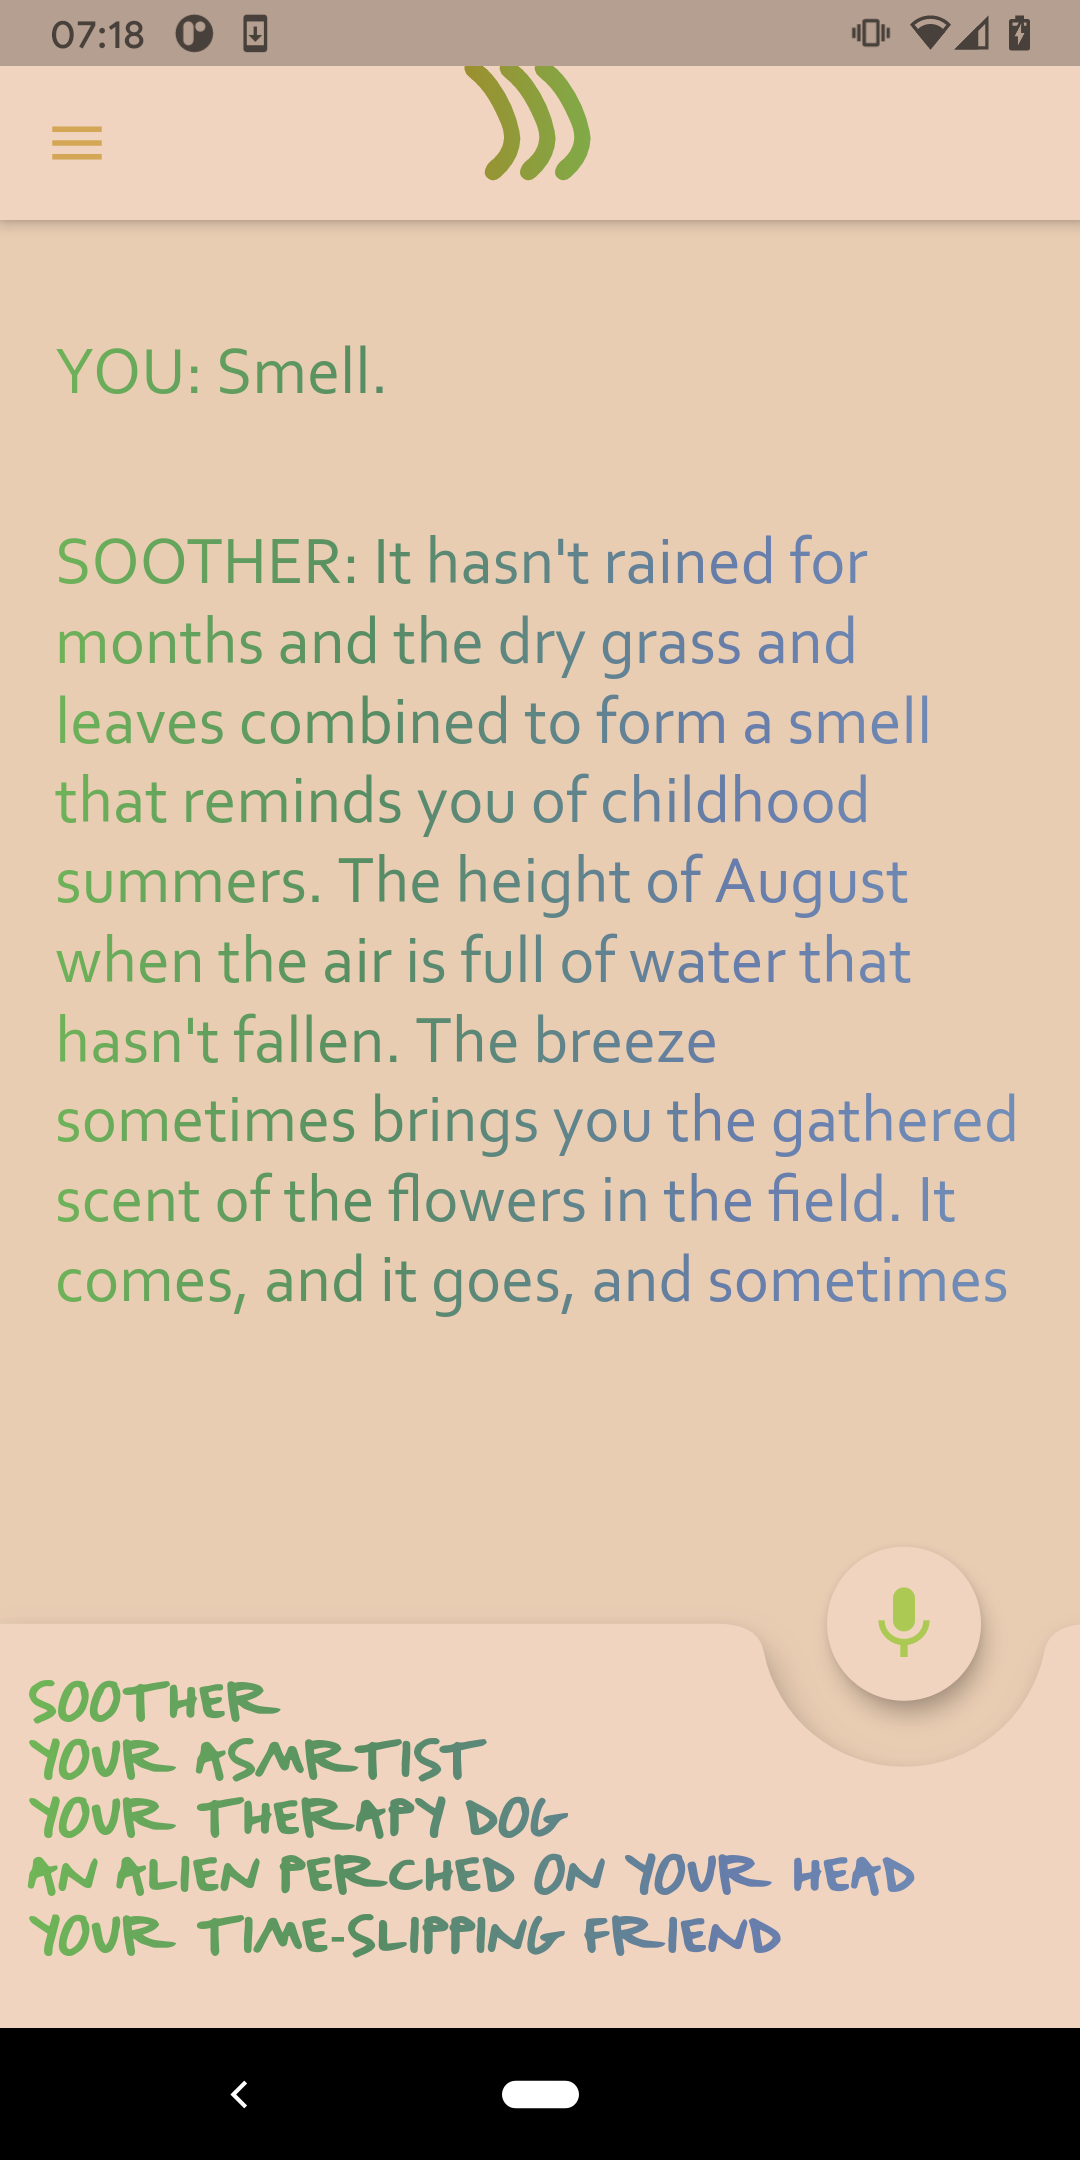 07:18
YOU: Smell.
SOOTHER: It hasn't rained for
months and the dry grass and
leaves combined to form a smell
that reminds you of childhood
summers. The height of August
when the air is full of water that
hasn't fallen. The breeze
sometimes brings you the gathered
scent of the flowers in the field. It
comes, and it goes, and sometimes
SOOTHER
YOUR ASMRTIST
YOUR THERAPY DOG
AN ALIEN PERCHED ON YOUR HEAD
YOUR TIME-SLIPPING FRIEND